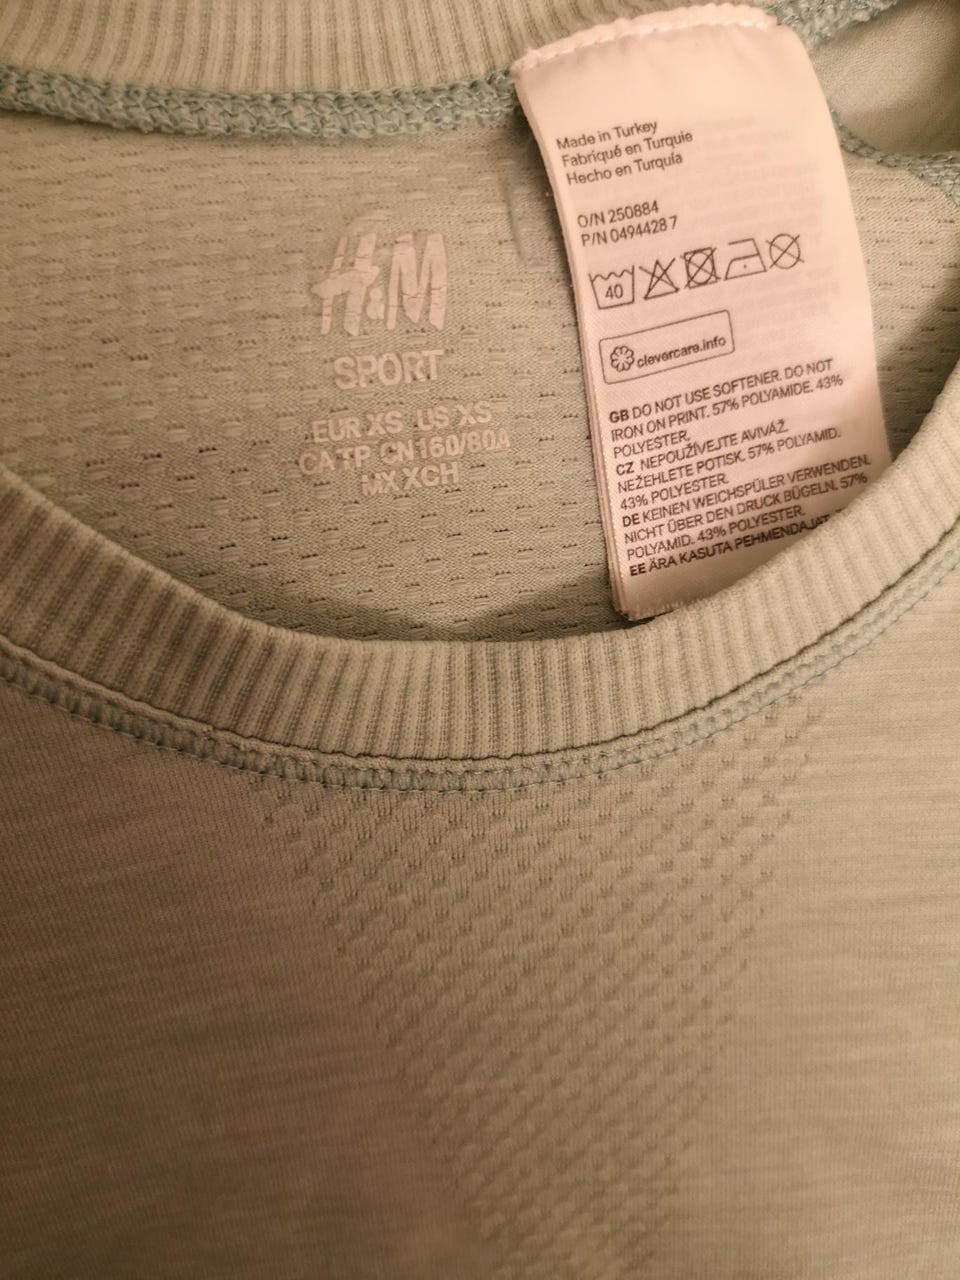 H&M
SPORT
EUR XS US XS
CA TP CN 160/80A
MX XCH
Made in Turkey
Fabriqué en Turquie
Hecho en Turquía
O/N 250884
P/N 0494428 7
40
clevercare.info
GB DO NOT USE SOFTENER. DO NOT
IRON ON PRINT. 57% POLYAMIDE. 43%
POLYESTER.
CZ NEPOUŽÍVEJTE AVIVÁŽ.
NEŽEHLETE POTISK. 57% POLYAMID.
43% POLYESTER.
DE KEINEN WEICHSPÜLER VERWENDEN.
NICHT ÜBER DEN DRUCK BÜGELN. 57%
POLYAMID. 43% POLYESTER.
EE ÄRA KASUTA PEHMENDAJAT.